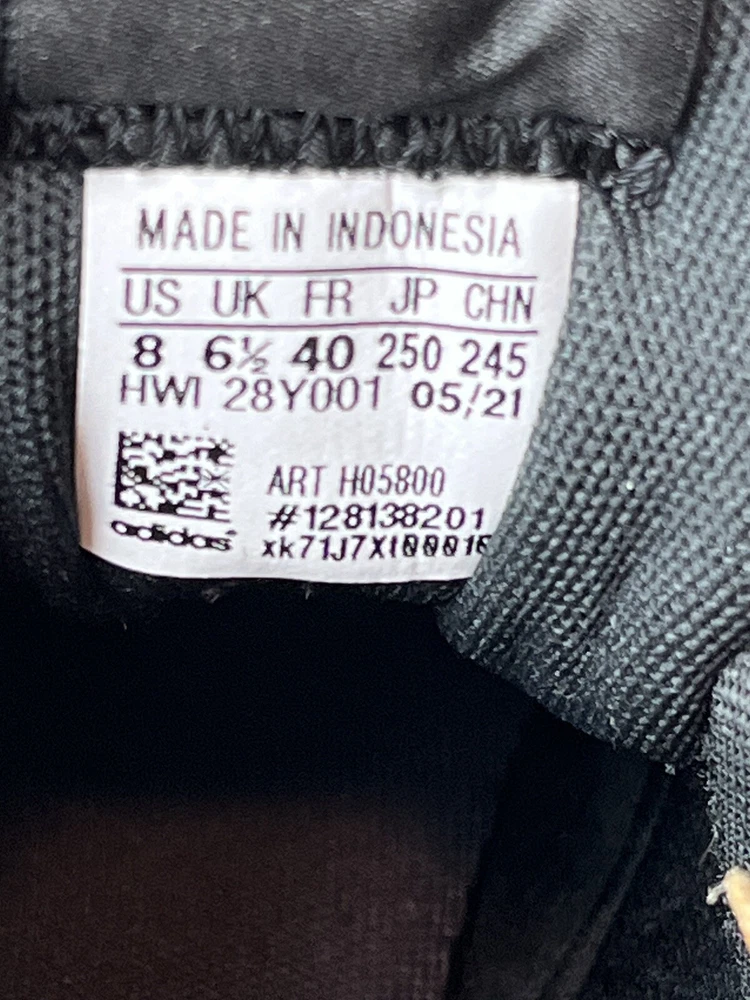 MADE IN INDONESIA
US UK FR JP CHN
8 6½ 40 250 245
HWI 28Y001 05/21
ART H05800
#128138201
adidas